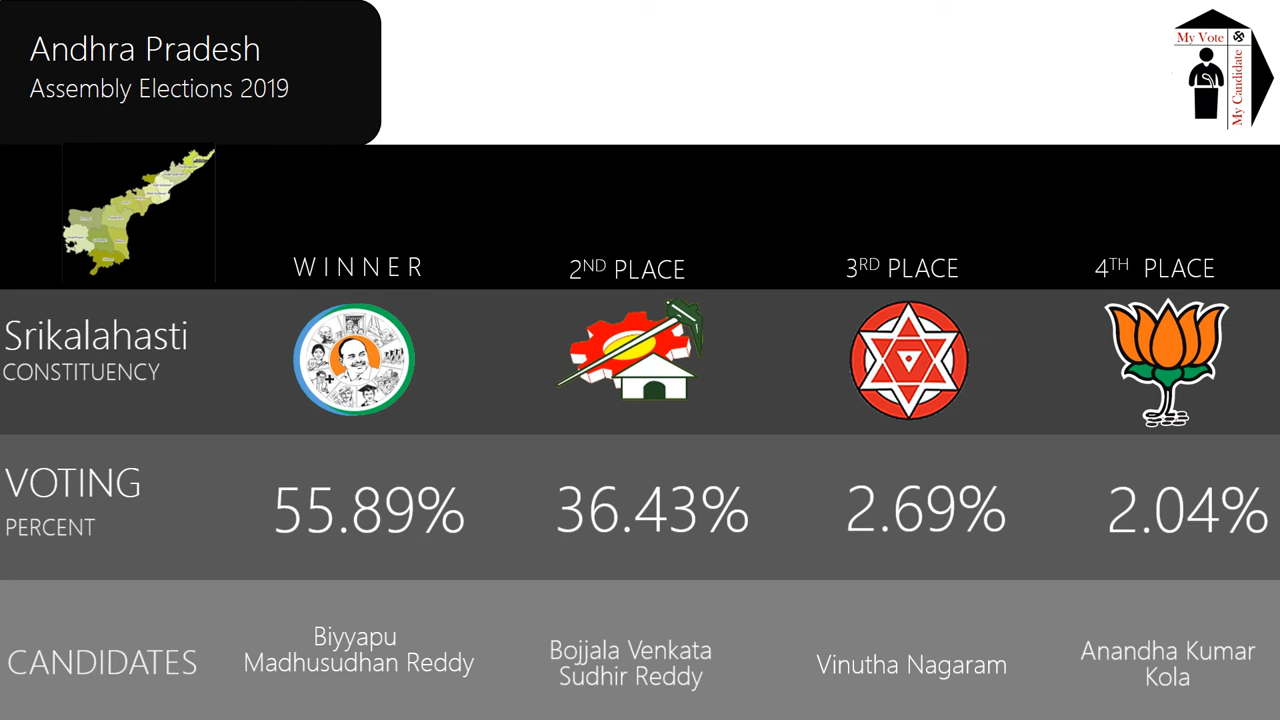 Andhra Pradesh
Assembly Elections 2019
My Vote
My Candidate
WINNER
2ND PLACE
3RD PLACE
4TH PLACE
Srikalahasti
CONSTITUENCY
VOTING
PERCENT
55.89%
36.43%
2.69%
2.04%
CANDIDATES
Biyyapu
Madhusudhan Reddy
Bojjala Venkata
Sudhir Reddy
Vinutha Nagaram
Anandha Kumar
Kola